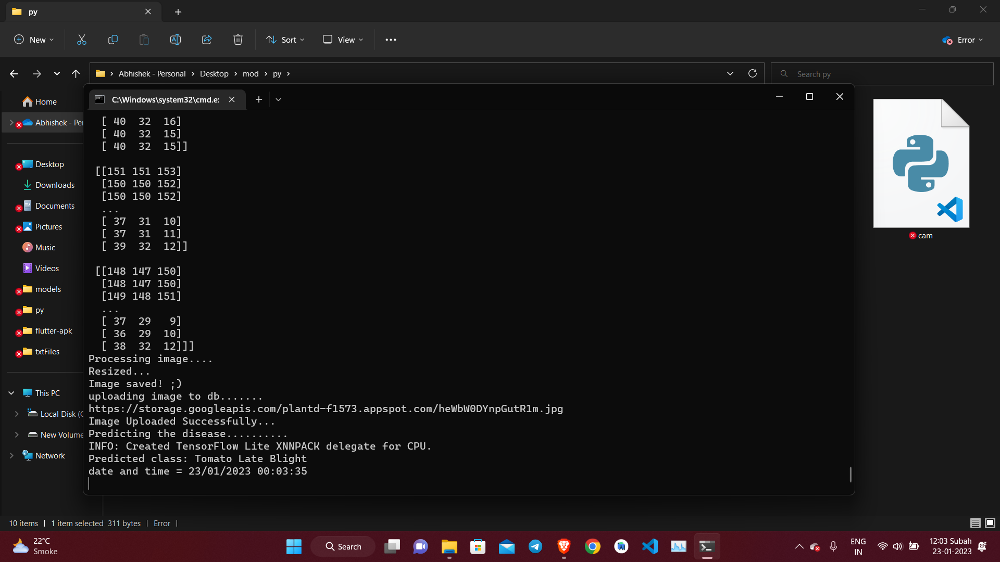 py
New
Sort
View
Error
Abhishek - Personal
Desktop
mod
py
Search py
Home
Abhishek - Per
Desktop
Downloads
Documents
Pictures
Music
Videos
models
py
flutter-apk
txtFiles
This PC
Local Disk (C
New Volume
Network
C:\Windows\system32\cmd.e:
[ 40 32 16]
[ 40 32 15]
[ 40 32 15]]
[[151 151 153]
[150 150 152]
[150 150 152]
...
[ 37 31 10]
[ 37 31 11]
[ 39 32 12]]
[[148 147 150]
[148 147 150]
[149 148 151]
...
[ 37 29 9]
[ 36 29 10]
[ 38 32 12]]]
Processing image....
Resized...
Image saved! ;)
uploading image to db.......
https://storage.googleapis.com/plantd-f1573.appspot.com/heWbW0DYnpGutR1m.jpg
Image Uploaded Successfully...
Predicting the disease..........
INFO: Created TensorFlow Lite XNNPACK delegate for CPU.
Predicted class: Tomato Late Blight
date and time = 23/01/2023 00:03:35
cam
10 items
1 item selected 311 bytes
Error
22°C
Smoke
Search
ENG
IN
12:03 Subah
23-01-2023